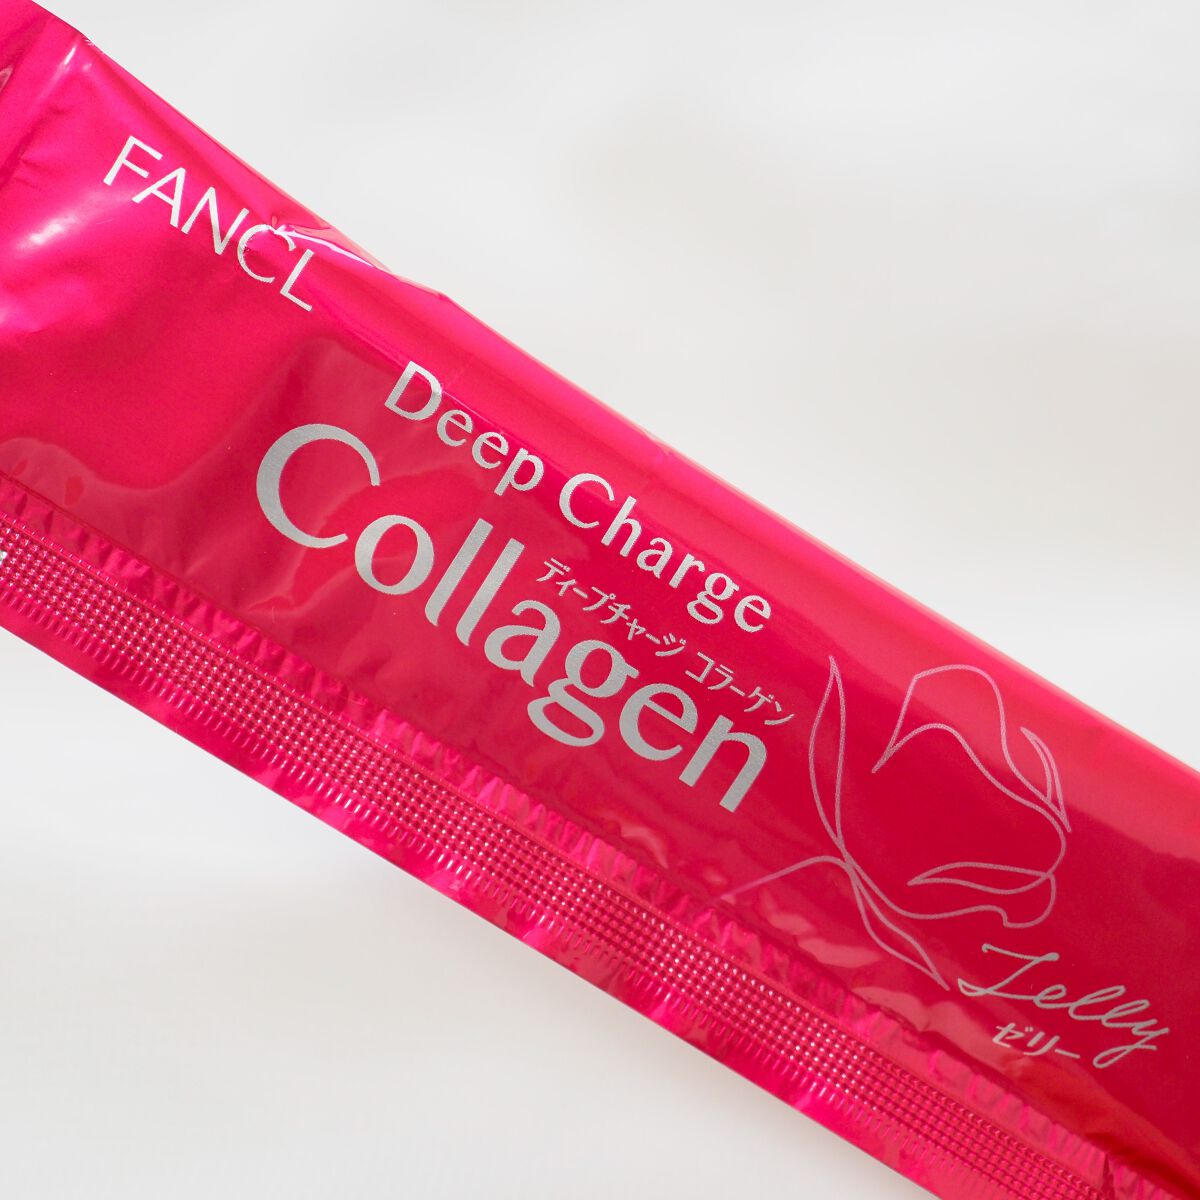 FANCL
Deep Charge
Collagen
ディープチャージ コラーゲン
Jelly
ゼリー